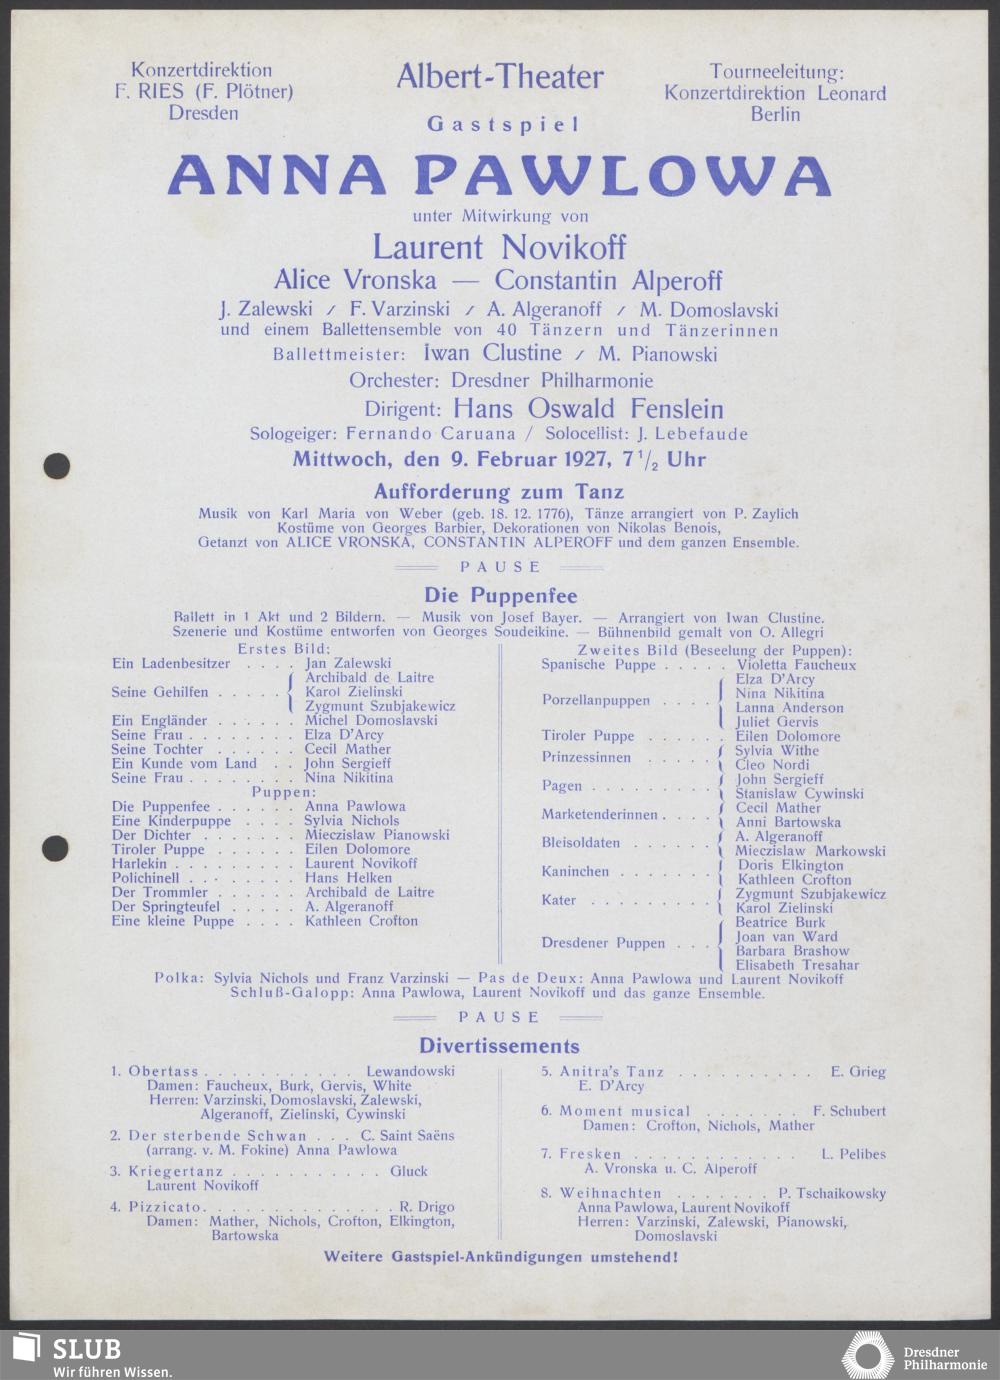 Konzertdirektion
F. RIES (F. Plötner)
Dresden
Albert-Theater
Tourneeleitung:
Konzertdirektion Leonard
Berlin
Gastspiel
ANNA PAWLOWA
unter Mitwirkung von
Laurent Novikoff
Alice Vronska — Constantin Alperoff
J. Zalewski / F. Varzinski / A. Algeranoff / M. Domoslavski
und einem Ballettensemble von 40 Tänzern und Tänzerinnen
Ballettmeister: Iwan Clustine / M. Pianowski
Orchester: Dresdner Philharmonie
Dirigent: Hans Oswald Fenslein
Sologeiger: Fernando Caruana / Solocellist: J. Lebefaude
Mittwoch, den 9. Februar 1927, 7 1/2 Uhr
Aufforderung zum Tanz
Musik von Karl Maria von Weber (geb. 18. 12. 1776), Tänze arrangiert von P. Zaylich
Kostüme von Georges Barbier, Dekorationen von Nikolas Benois,
Getanzt von ALICE VRONSKA, CONSTANTIN ALPEROFF und dem ganzen Ensemble.
PAUSE
Die Puppenfee
Ballett in 1 Akt und 2 Bildern. — Musik von Josef Bayer. — Arrangiert von Iwan Clustine.
Szenerie und Kostüme entworfen von Georges Soudeikine. — Bühnenbild gemalt von O. Allegri
Erstes Bild:
Ein Ladenbesitzer . . . . Jan Zalewski
Archibald de Laitre
Seine Gehilfen . . . . . { Karol Zielinski
Zygmunt Szubjakewicz
Ein Engländer . . . . . . Michel Domoslavski
Seine Frau . . . . . . . . Elza D'Arcy
Seine Tochter . . . . . . Cecil Mather
Ein Kunde vom Land . . John Sergieff
Seine Frau . . . . . . . . Nina Nikitina
Puppen:
Die Puppenfee . . . . . . Anna Pawlowa
Eine Kinderpuppe . . . . Sylvia Nichols
Der Dichter . . . . . . . Mieczislaw Pianowski
Tiroler Puppe . . . . . . Eilen Dolomore
Harlekin . . . . . . . . . Laurent Novikoff
Polichinell . . . . . . . . Hans Helken
Der Trommler . . . . . . Archibald de Laitre
Der Springteufel . . . . . A. Algeranoff
Eine kleine Puppe . . . . Kathleen Crofton
Zweites Bild (Beseelung der Puppen):
Spanische Puppe . . . . . Violetta Faucheux
Elza D'Arcy
Nina Nikitina
Porzellanpuppen . . . . {
Lanna Anderson
Juliet Gervis
Tiroler Puppe . . . . . . Eilen Dolomore
Sylvia Withe
Prinzessinnen . . . . . {
Cleo Nordi
John Sergieff
Pagen . . . . . . . . . {
Stanislaw Cywinski
Cecil Mather
Marketenderinnen . . . . {
Anni Bartowska
A. Algeranoff
Bleisoldaten . . . . . . {
Mieczislaw Markowski
Doris Elkington
Kaninchen . . . . . . . {
Kathleen Crofton
Zygmunt Szubjakewicz
Kater . . . . . . . . . {
Karol Zielinski
Beatrice Burk
Joan van Ward
Dresdener Puppen . . . {
Barbara Brashow
Elisabeth Tresahar
Polka: Sylvia Nichols und Franz Varzinski — Pas de Deux: Anna Pawlowa und Laurent Novikoff
Schluß-Galopp: Anna Pawlowa, Laurent Novikoff und das ganze Ensemble.
PAUSE
Divertissements
1. Obertass . . . . . . . . . . . Lewandowski
Damen: Faucheux, Burk, Gervis, White
Herren: Varzinski, Domoslavski, Zalewski,
Algeranoff, Zielinski, Cywinski
2. Der sterbende Schwan . . . C. Saint Saëns
(arrang. v. M. Fokine) Anna Pawlowa
3. Kriegertanz . . . . . . . . . . . Gluck
Laurent Novikoff
4. Pizzicato . . . . . . . . . . . . . . R. Drigo
Damen: Mather, Nichols, Crofton, Elkington,
Bartowska
5. Anitra's Tanz . . . . . . . . . . E. Grieg
E. D'Arcy
6. Moment musical . . . . . . . F. Schubert
Damen: Crofton, Nichols, Mather
7. Fresken . . . . . . . . . . . . L. Pelibes
A. Vronska u. C. Alperoff
8. Weihnachten . . . . . . . P. Tschaikowsky
Anna Pawlowa, Laurent Novikoff
Herren: Varzinski, Zalewski, Pianowski,
Domoslavski
Weitere Gastspiel-Ankündigungen umstehend!
SLUB
Wir führen Wissen.
Dresdner
Philharmonie